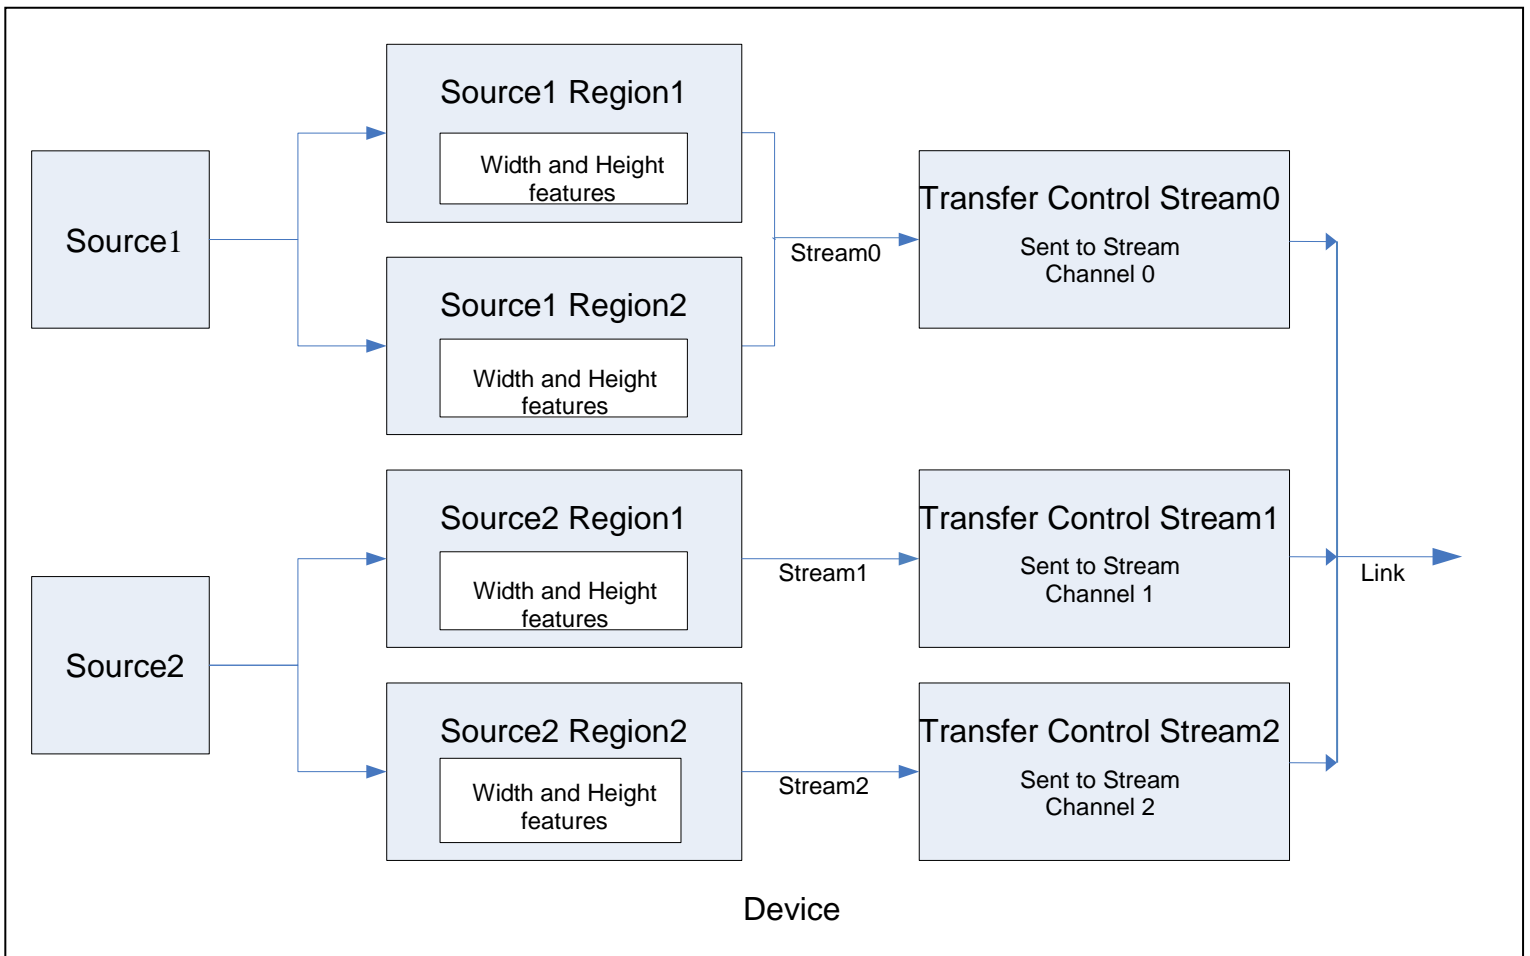 Source1
Source1 Region1
Width and Height
features
Source1 Region2
Width and Height
features
Stream0
Transfer Control Stream0
Sent to Stream
Channel 0
Source2
Source2 Region1
Width and Height
features
Stream1
Transfer Control Stream1
Sent to Stream
Channel 1
Source2 Region2
Width and Height
features
Stream2
Transfer Control Stream2
Sent to Stream
Channel 2
Link
Device